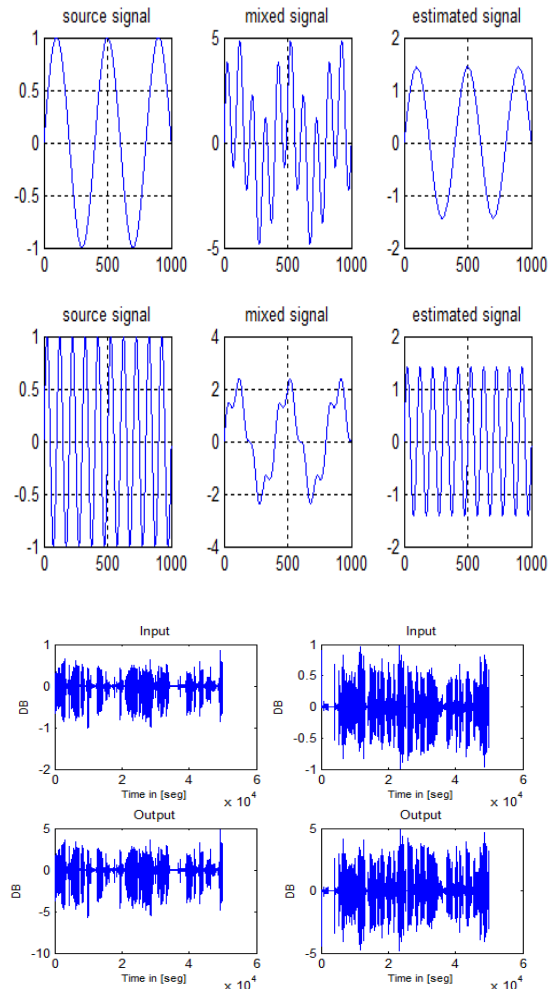 source signal mixed signal estimated signal
1 5 2
0.5 1
0 0 0
-0.5 -1
-1 -5 -2
0 500 1000 0 500 1000 0 500 1000
source signal mixed signal estimated signal
1 4 2
0.5 2 1
0 0 0
-0.5 -2 -1
-1 -4 -2
0 500 1000 0 500 1000 0 500 1000
Input Input
1 1
0.5
DB 0 DB 0
-1 -0.5
-2 -1
0 2 4 6 0 2 4 6
Time in [seg] x 10^4 Time in [seg] x 10^4
Output Output
5 5
0
DB DB 0
-5
-10 -5
0 2 4 6 0 2 4 6
Time in [seg] x 10^4 Time in [seg] x 10^4